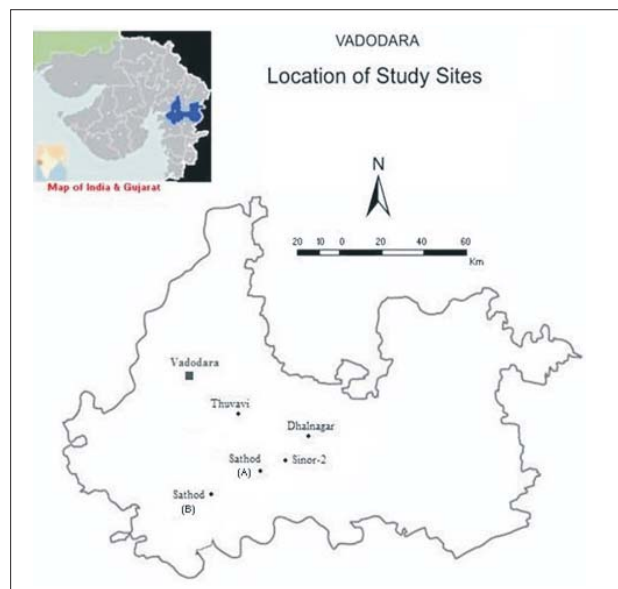 VADODARA
Location of Study Sites
Map of India & Gujarat
N
20 10 0 20 40 60
Km
Vadodara
Thuvavi
Dhalnagar
Sathod
(A)
Sinor-2
Sathod
(B)